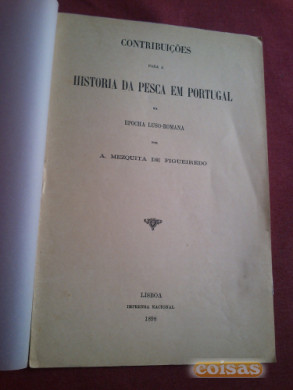 CONTRIBUIÇÕES
PARA A
HISTORIA DA PESCA EM PORTUGAL
NA
EPOCHA LUSO-ROMANA
POR
A. MESQUITA DE FIGUEIREDO
LISBOA
IMPRENSA NACIONAL
1898
coisas